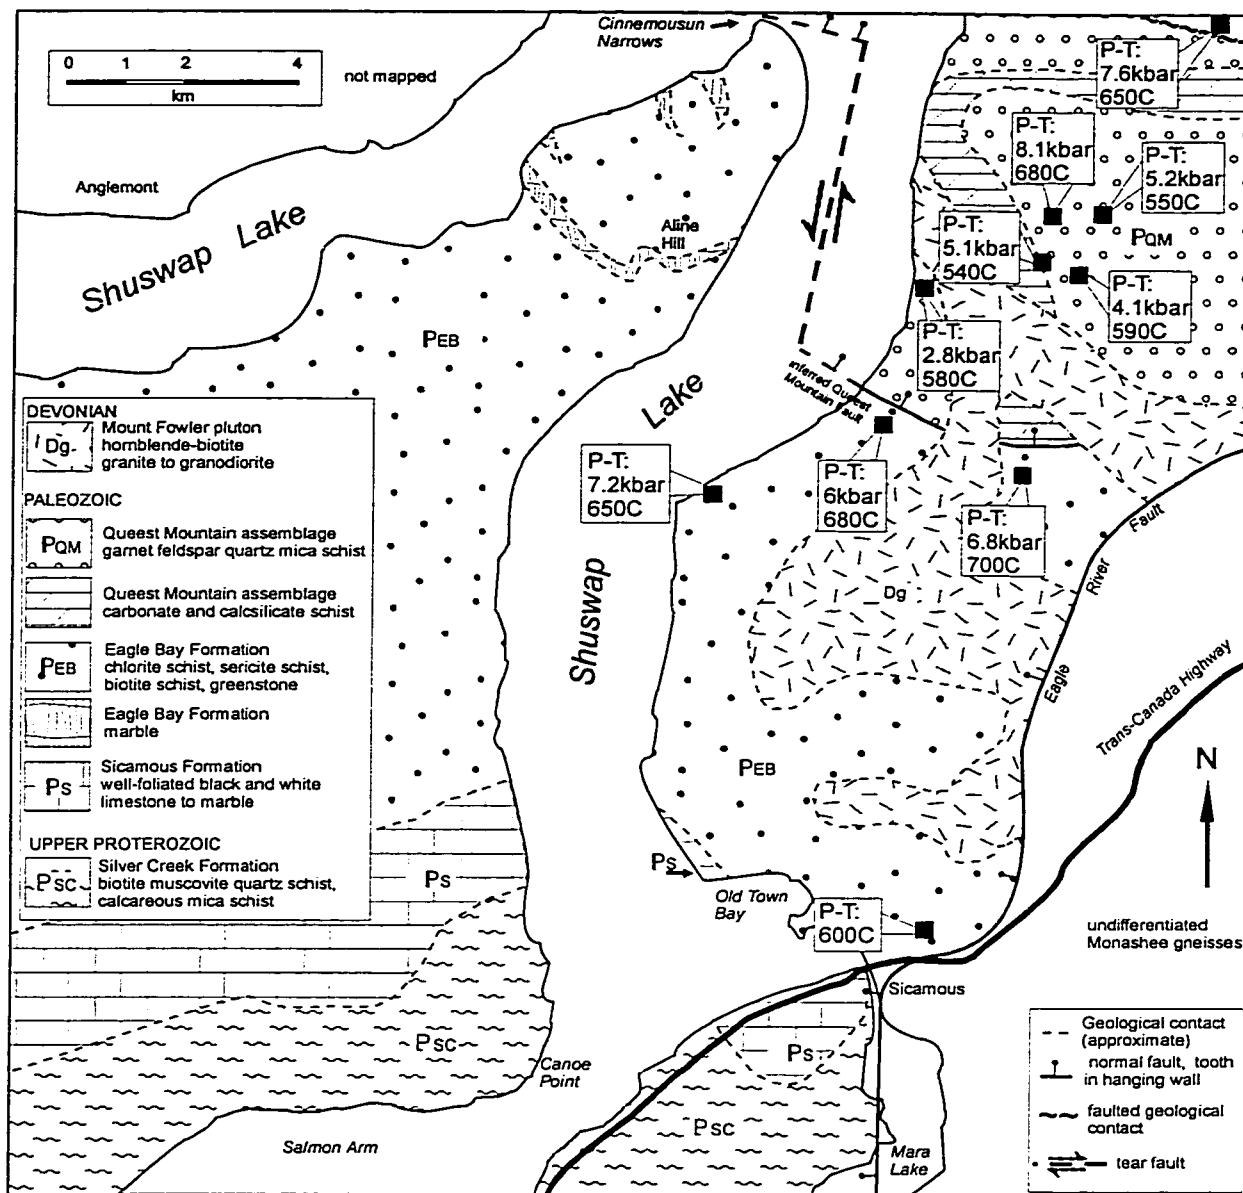 Cinnemousun
Narrows
0 1 2 4
km
not mapped
P-T:
7.6kbar
650C
P-T:
8.1kbar
680C
P-T:
5.2kbar
550C
Anglemont
Shuswap Lake
Aline
Hill
PQM
P-T:
5.1kbar
540C
P-T:
4.1kbar
590C
P-T:
2.8kbar
580C
PEB
Inferred Queest
Mountain Fault
Shuswap Lake
P-T:
7.2kbar
650C
P-T:
6kbar
680C
P-T:
6.8kbar
700C
Dg
Eagle River Fault
Trans-Canada Highway
N
PEB
Ps
Old Town
Bay
P-T:
600C
undifferentiated
Monashee gneisses
Sicamous
Ps
Ps
PSC
Canoe
Point
PSC
Salmon Arm
Mara
Lake
DEVONIAN
Dg
Mount Fowler pluton
hornblende-biotite
granite to granodiorite
PALEOZOIC
PQM
Queest Mountain assemblage
garnet feldspar quartz mica schist
Queest Mountain assemblage
carbonate and calcsilicate schist
PEB
Eagle Bay Formation
chlorite schist, sericite schist,
biotite schist, greenstone
Eagle Bay Formation
marble
Ps
Sicamous Formation
well-foliated black and white
limestone to marble
UPPER PROTEROZOIC
PSC
Silver Creek Formation
biotite muscovite quartz schist,
calcareous mica schist
Geological contact
(approximate)
normal fault, tooth
in hanging wall
faulted geological
contact
tear fault